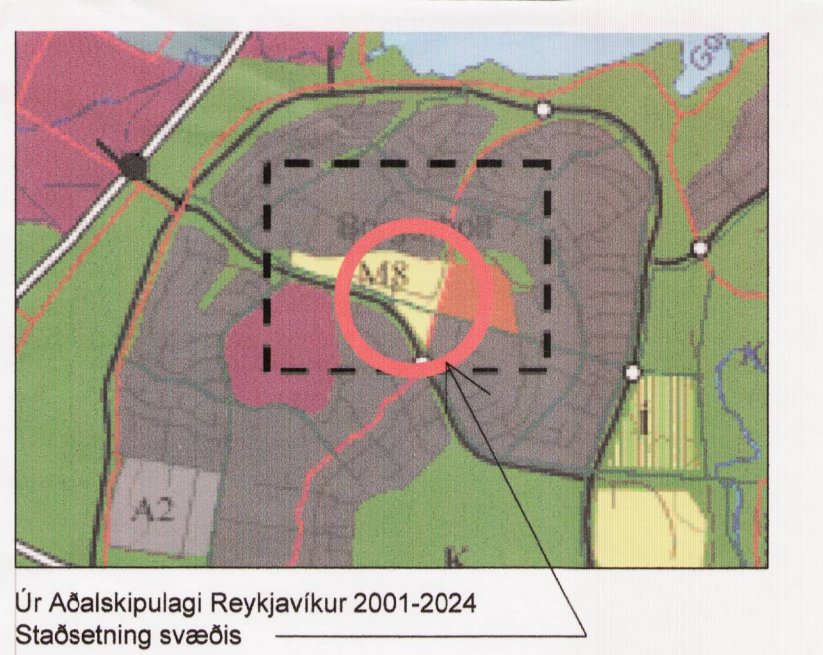 M8
A2
Í
K
K
Úr Aðalskipulagi Reykjavíkur 2001-2024
Staðsetning svæðis